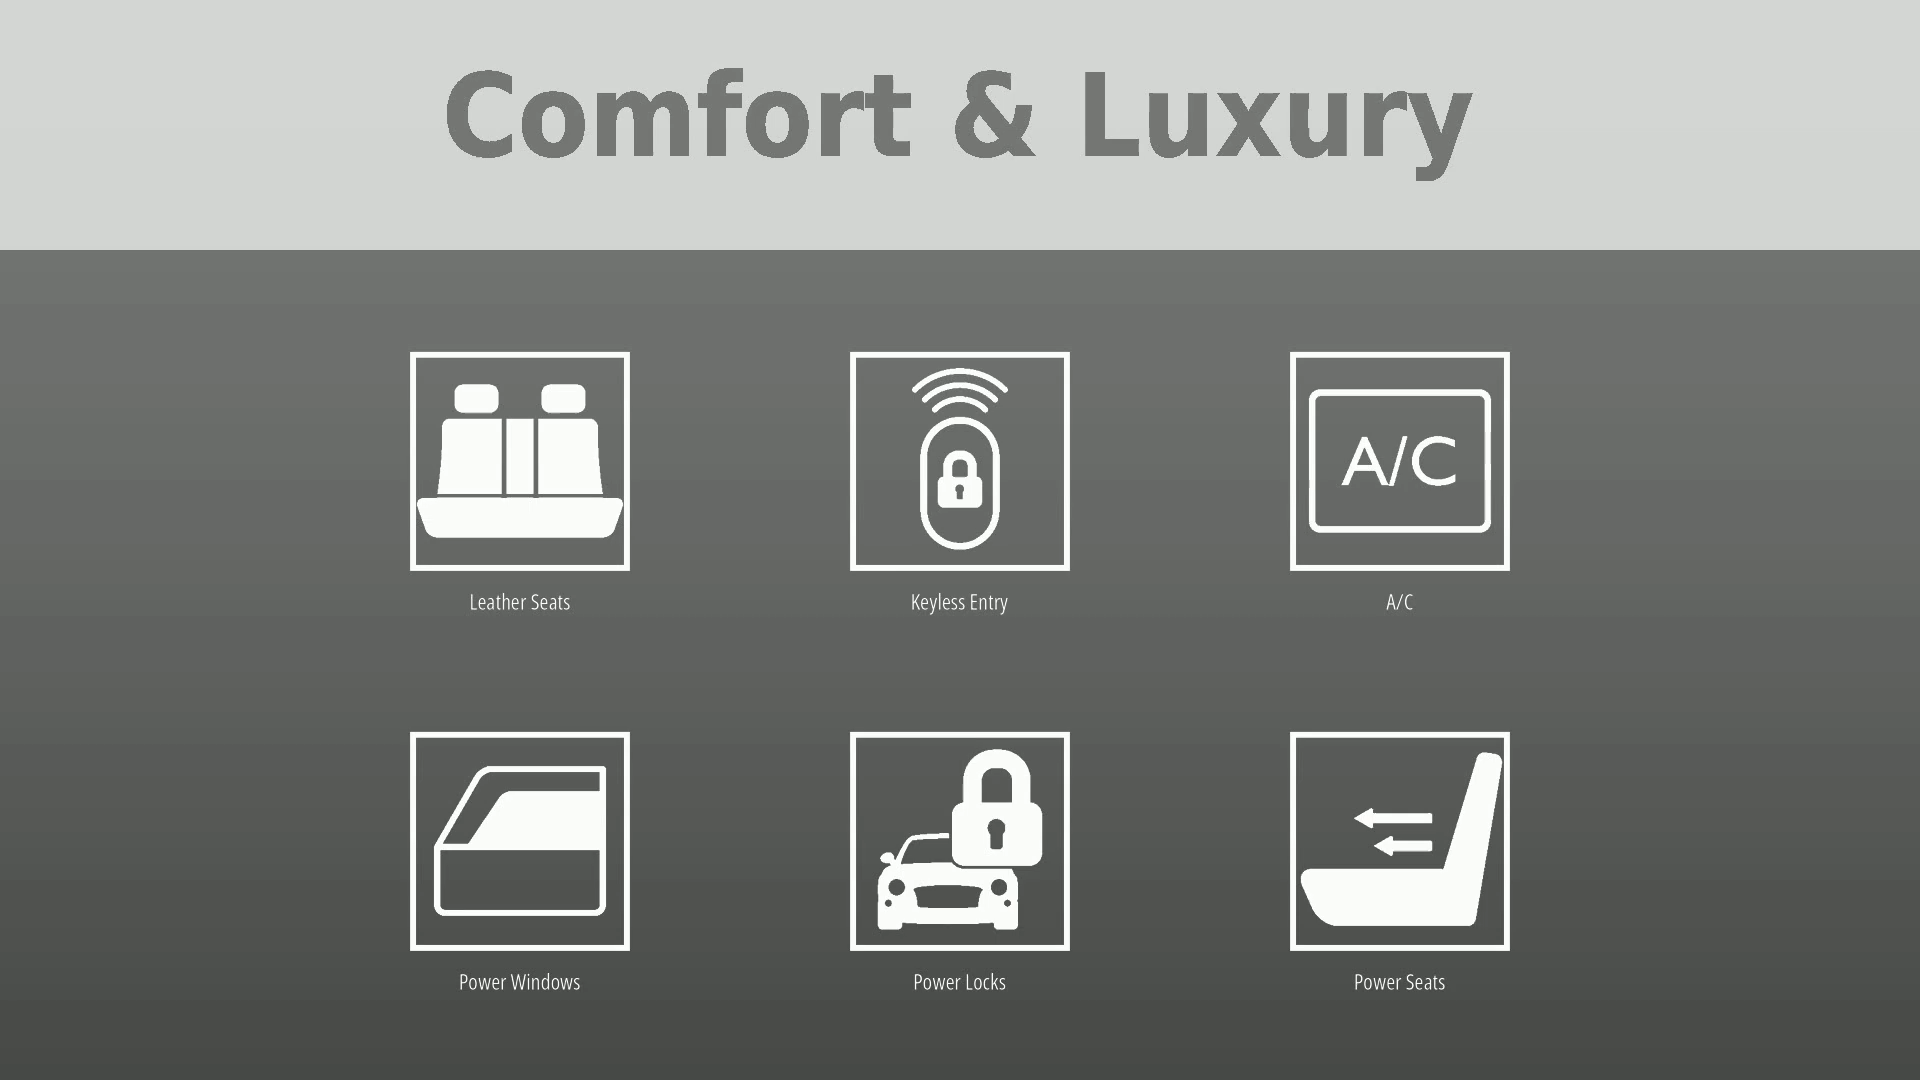 Comfort & Luxury
A/C
Leather Seats
Keyless Entry
A/C
Power Windows
Power Locks
Power Seats